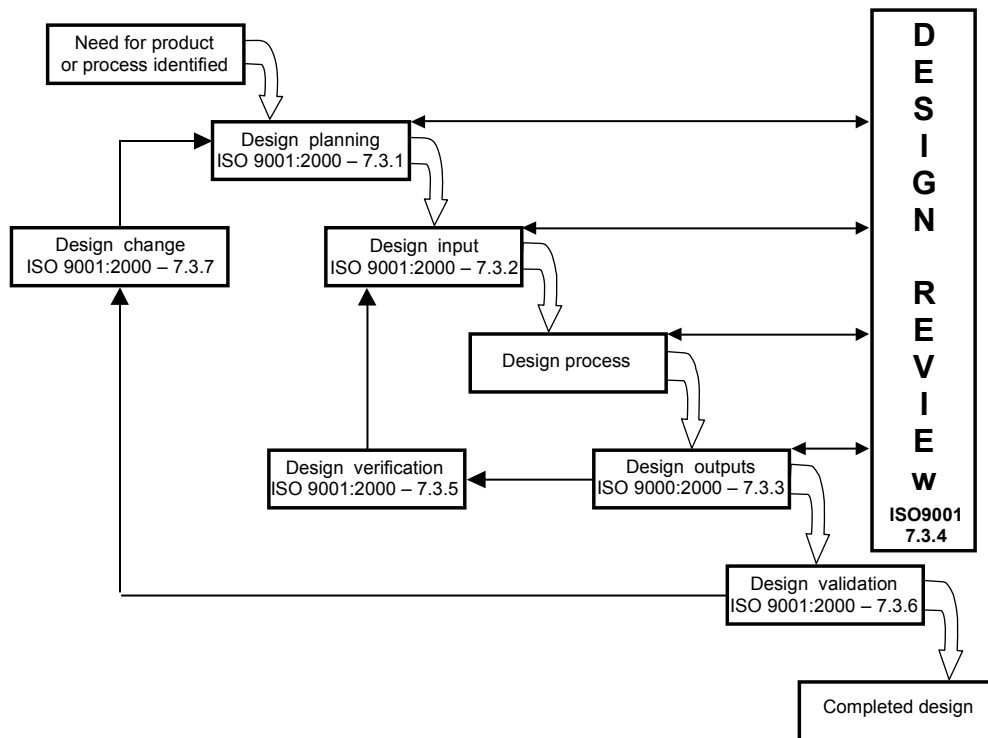 Need for product
or process identified
Design planning
ISO 9001:2000 – 7.3.1
Design change
ISO 9001:2000 – 7.3.7
Design input
ISO 9001:2000 – 7.3.2
Design process
Design verification
ISO 9001:2000 – 7.3.5
Design outputs
ISO 9000:2000 – 7.3.3
Design validation
ISO 9001:2000 – 7.3.6
Completed design
D
E
S
I
G
N
R
E
V
I
E
w
ISO9001
7.3.4